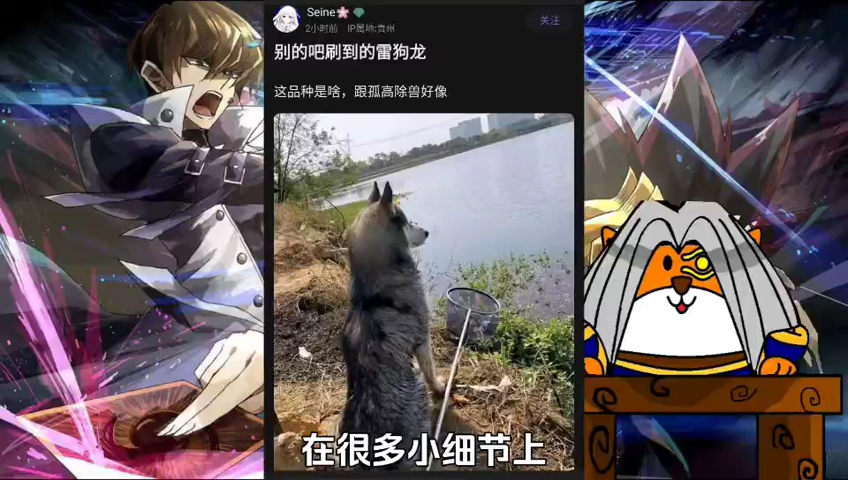 Seine🌸
2小时前 IP属地:贵州
关注
别的吧刷到的雷狗龙
这品种是啥，跟孤高除兽好像
在很多小细节上